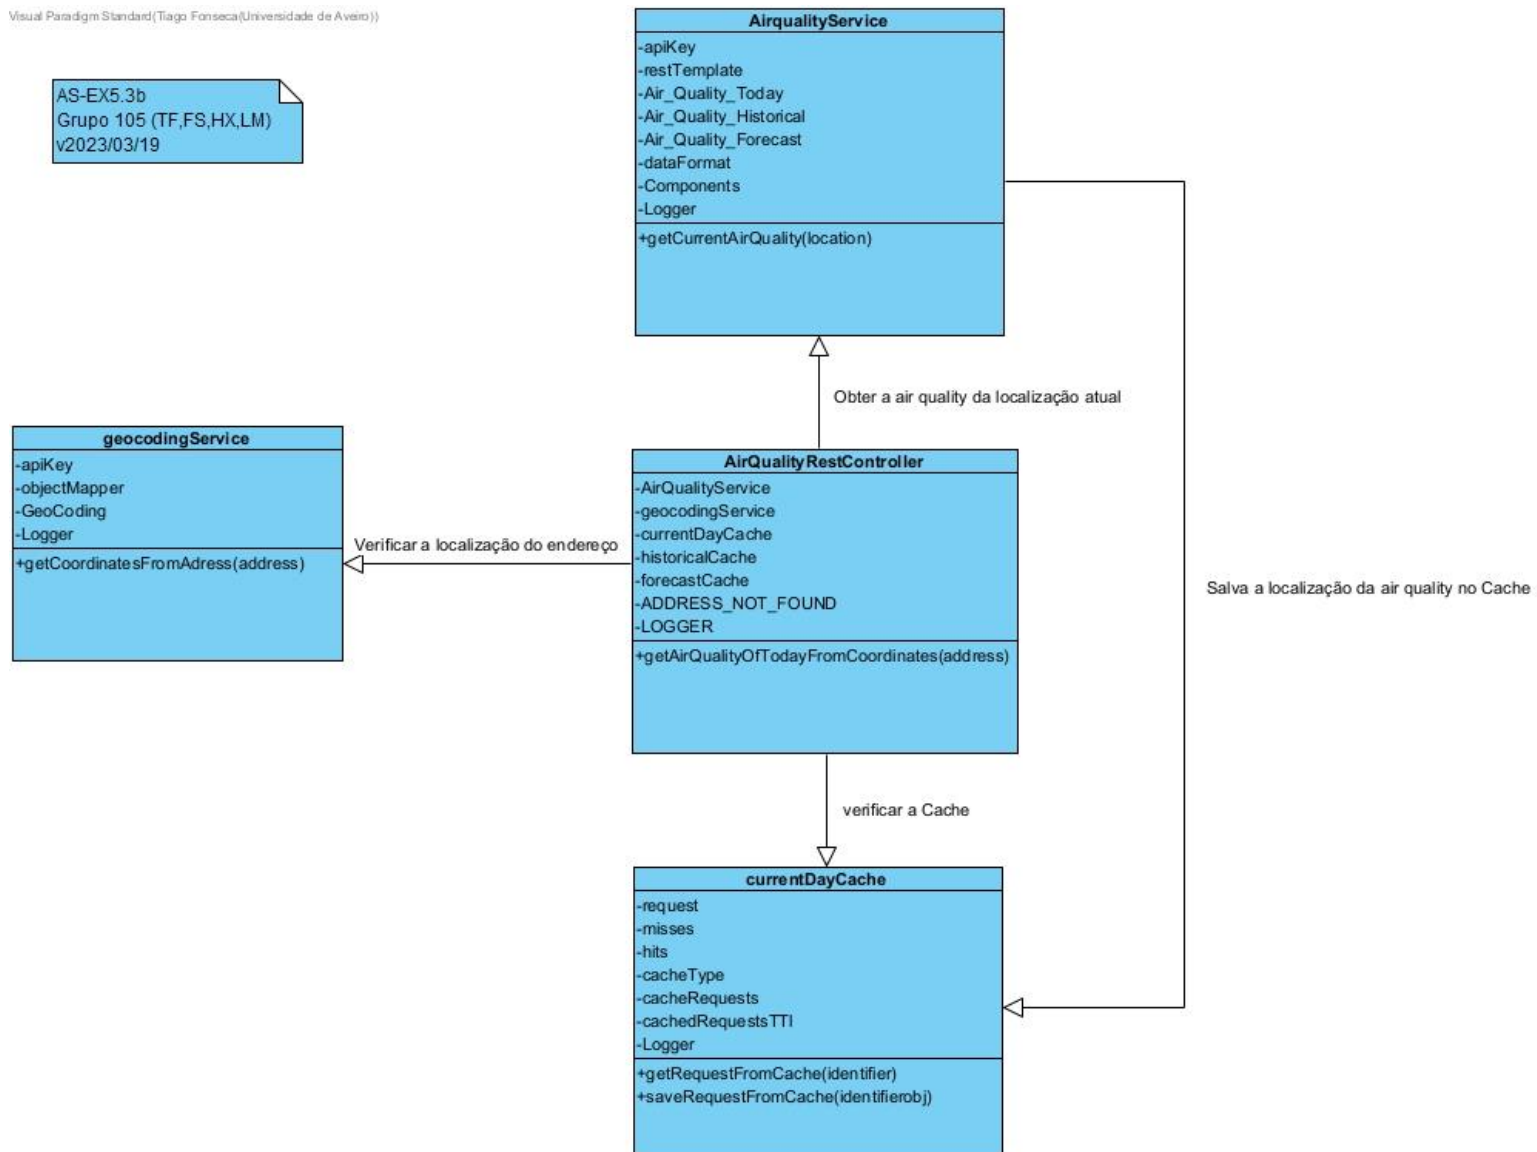 Visual Paradigm Standard(Tiago Fonseca(Universidade de Aveiro))
AS-EX5.3b
Grupo 105 (TF,FS,HX,LM)
v2023/03/19
AirqualityService
-apiKey
-restTemplate
-Air_Quality_Today
-Air_Quality_Historical
-Air_Quality_Forecast
-dataFormat
-Components
-Logger
+getCurrentAirQuality(location)
Obter a air quality da localização atual
geocodingService
-apiKey
-objectMapper
-GeoCoding
-Logger
+getCoordinatesFromAdress(address)
Verificar a localização do endereço
AirQualityRestController
-AirQualityService
-geocodingService
-currentDayCache
-historicalCache
-forecastCache
-ADDRESS_NOT_FOUND
-LOGGER
+getAirQualityOfTodayFromCoordinates(address)
Salva a localização da air quality no Cache
verificar a Cache
currentDayCache
-request
-misses
-hits
-cacheType
-cacheRequests
-cachedRequestsTTl
-Logger
+getRequestFromCache(identifier)
+saveRequestFromCache(identifierobj)